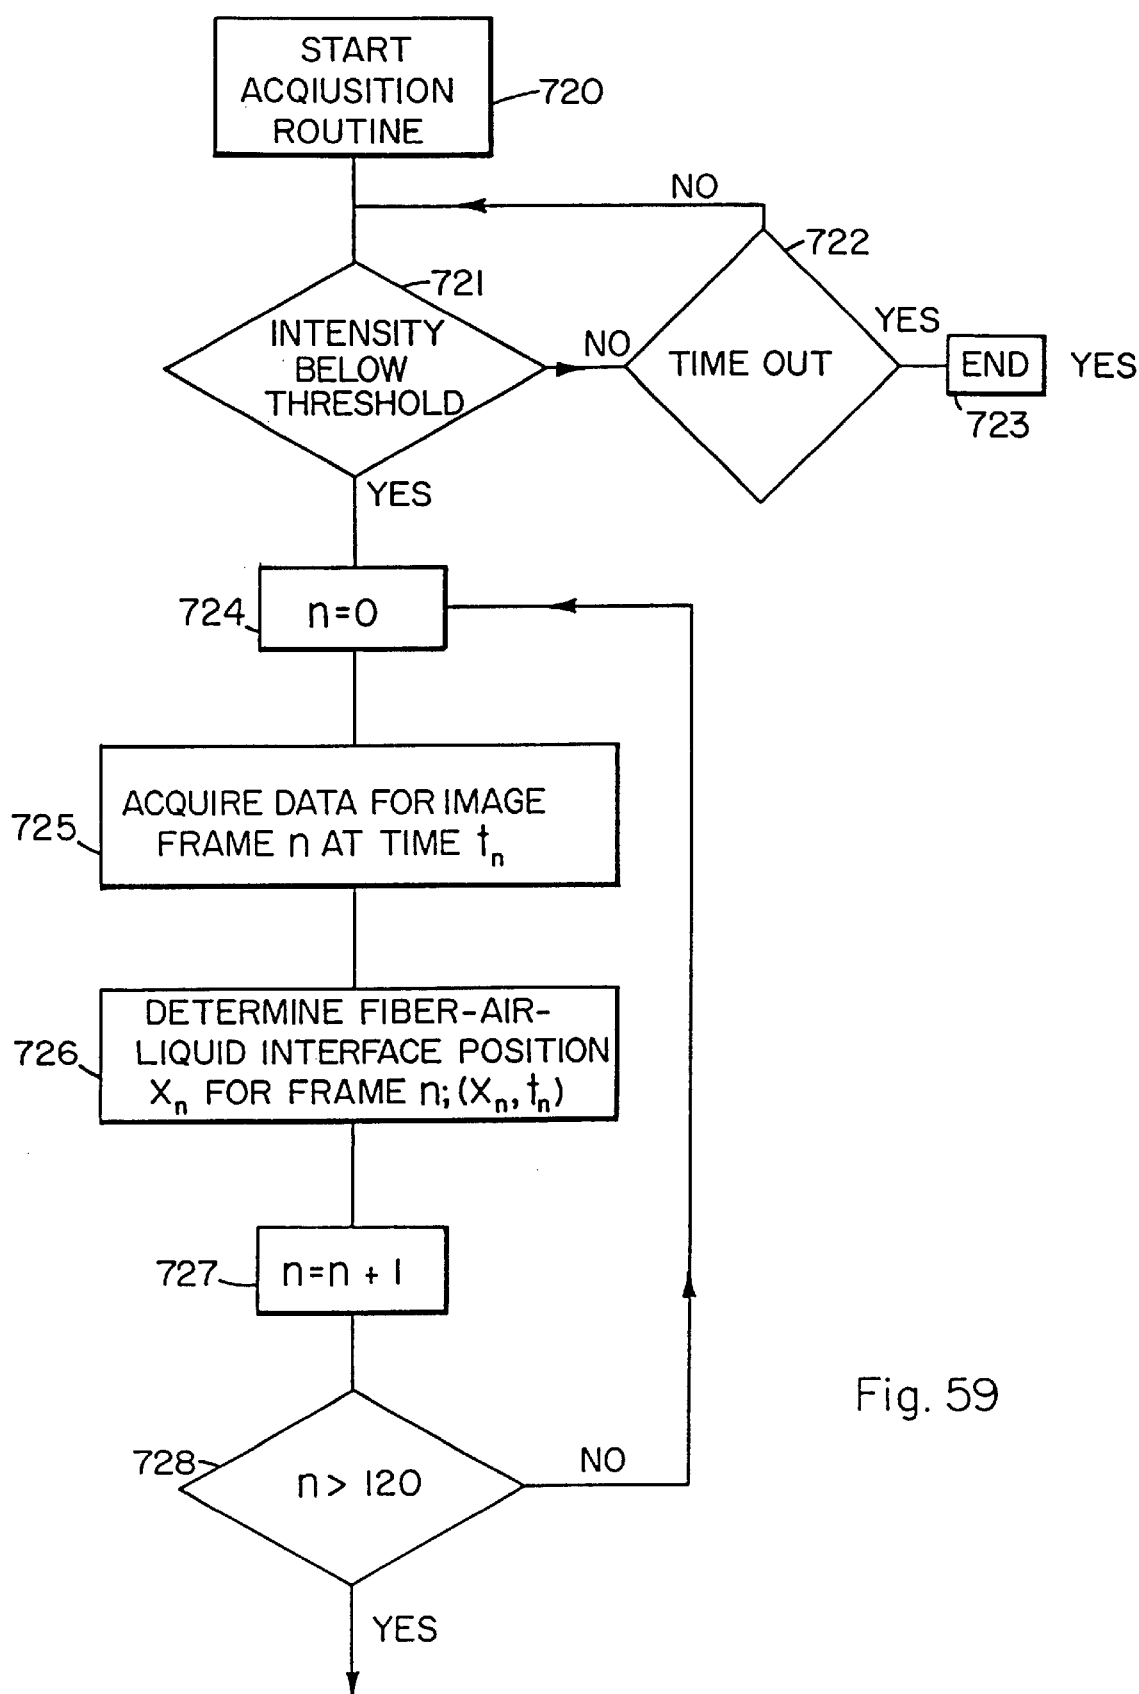 START
ACQIUSITION
ROUTINE
720
NO
722
721
INTENSITY
BELOW
THRESHOLD
NO
TIME OUT
YES
END
YES
723
YES
724
n=0
725
ACQUIRE DATA FOR IMAGE
FRAME n AT TIME tn
726
DETERMINE FIBER-AIR-
LIQUID INTERFACE POSITION
Xn FOR FRAME n; (Xn, tn)
727
n=n + 1
728
n> 120
NO
YES
Fig. 59